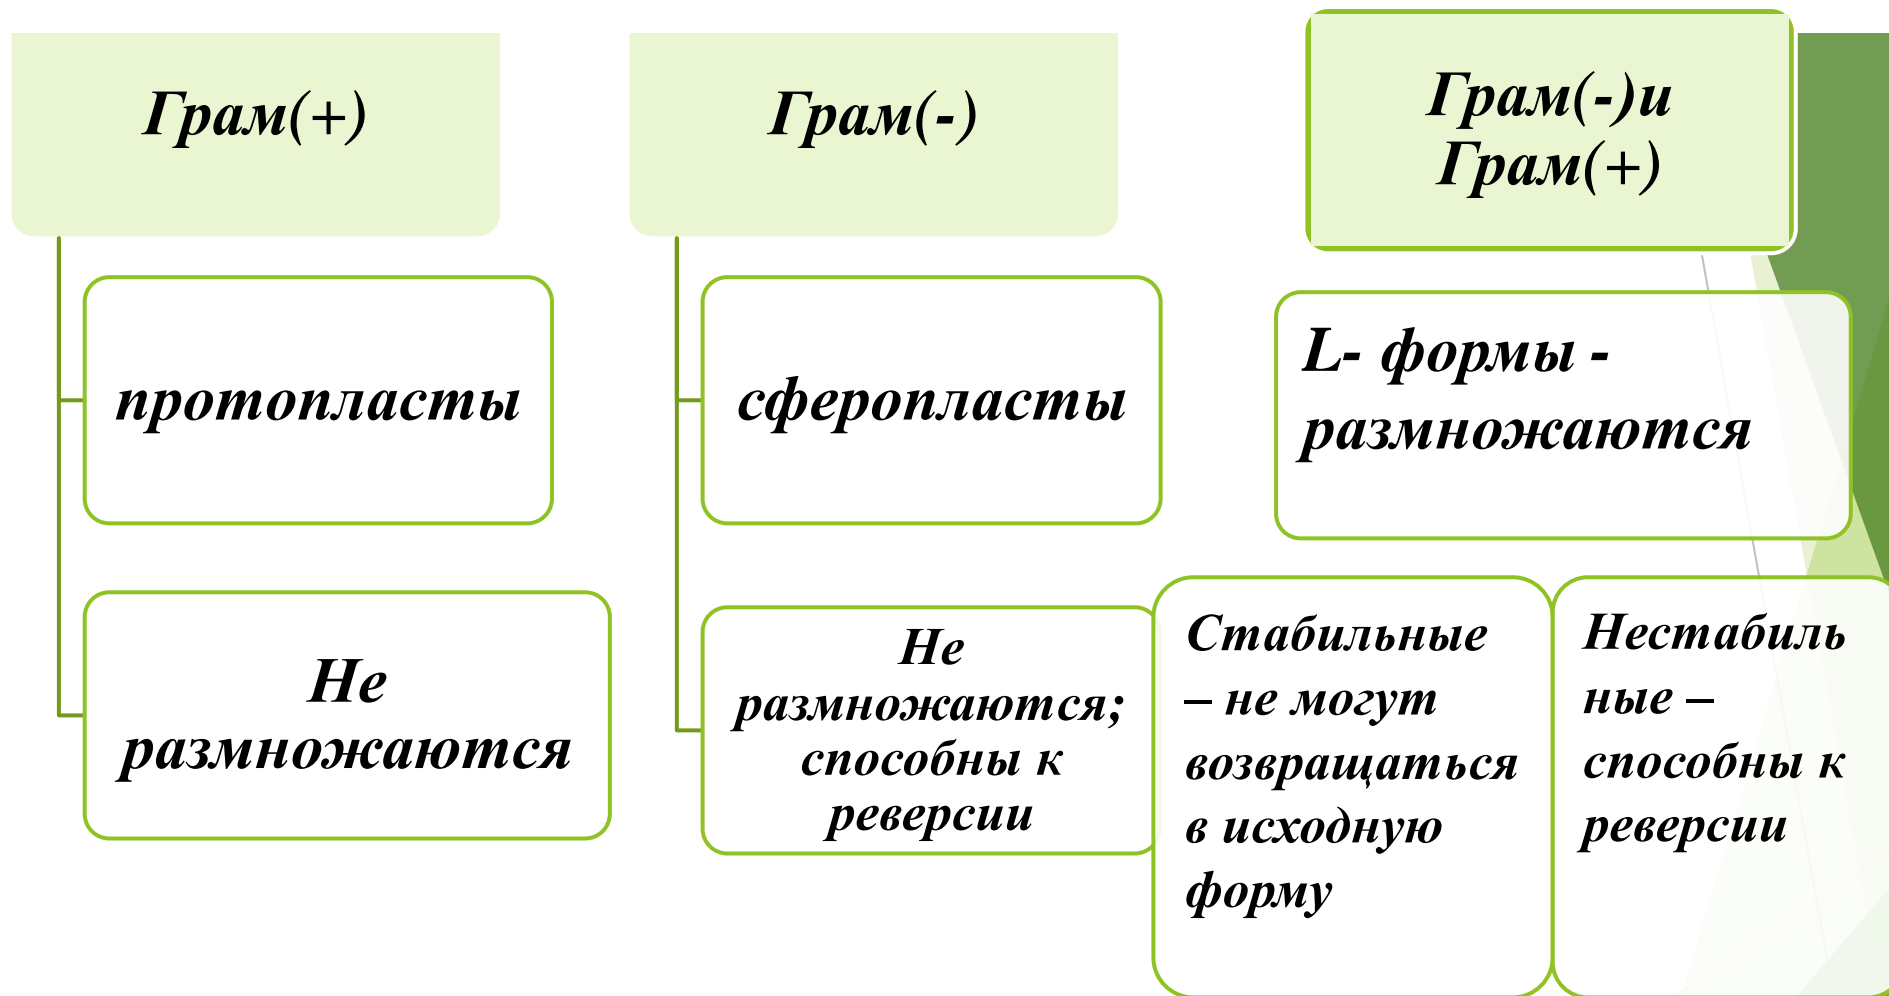 Грам(+)
протопласты
Не
размножаются
Грам(-)
сферопласты
Не
размножаются;
способны к
реверсии
Грам(-)и
Грам(+)
L- формы -
размножаются
Стабильные
– не могут
возвращаться
в исходную
форму
Нестабиль
ные –
способны к
реверсии